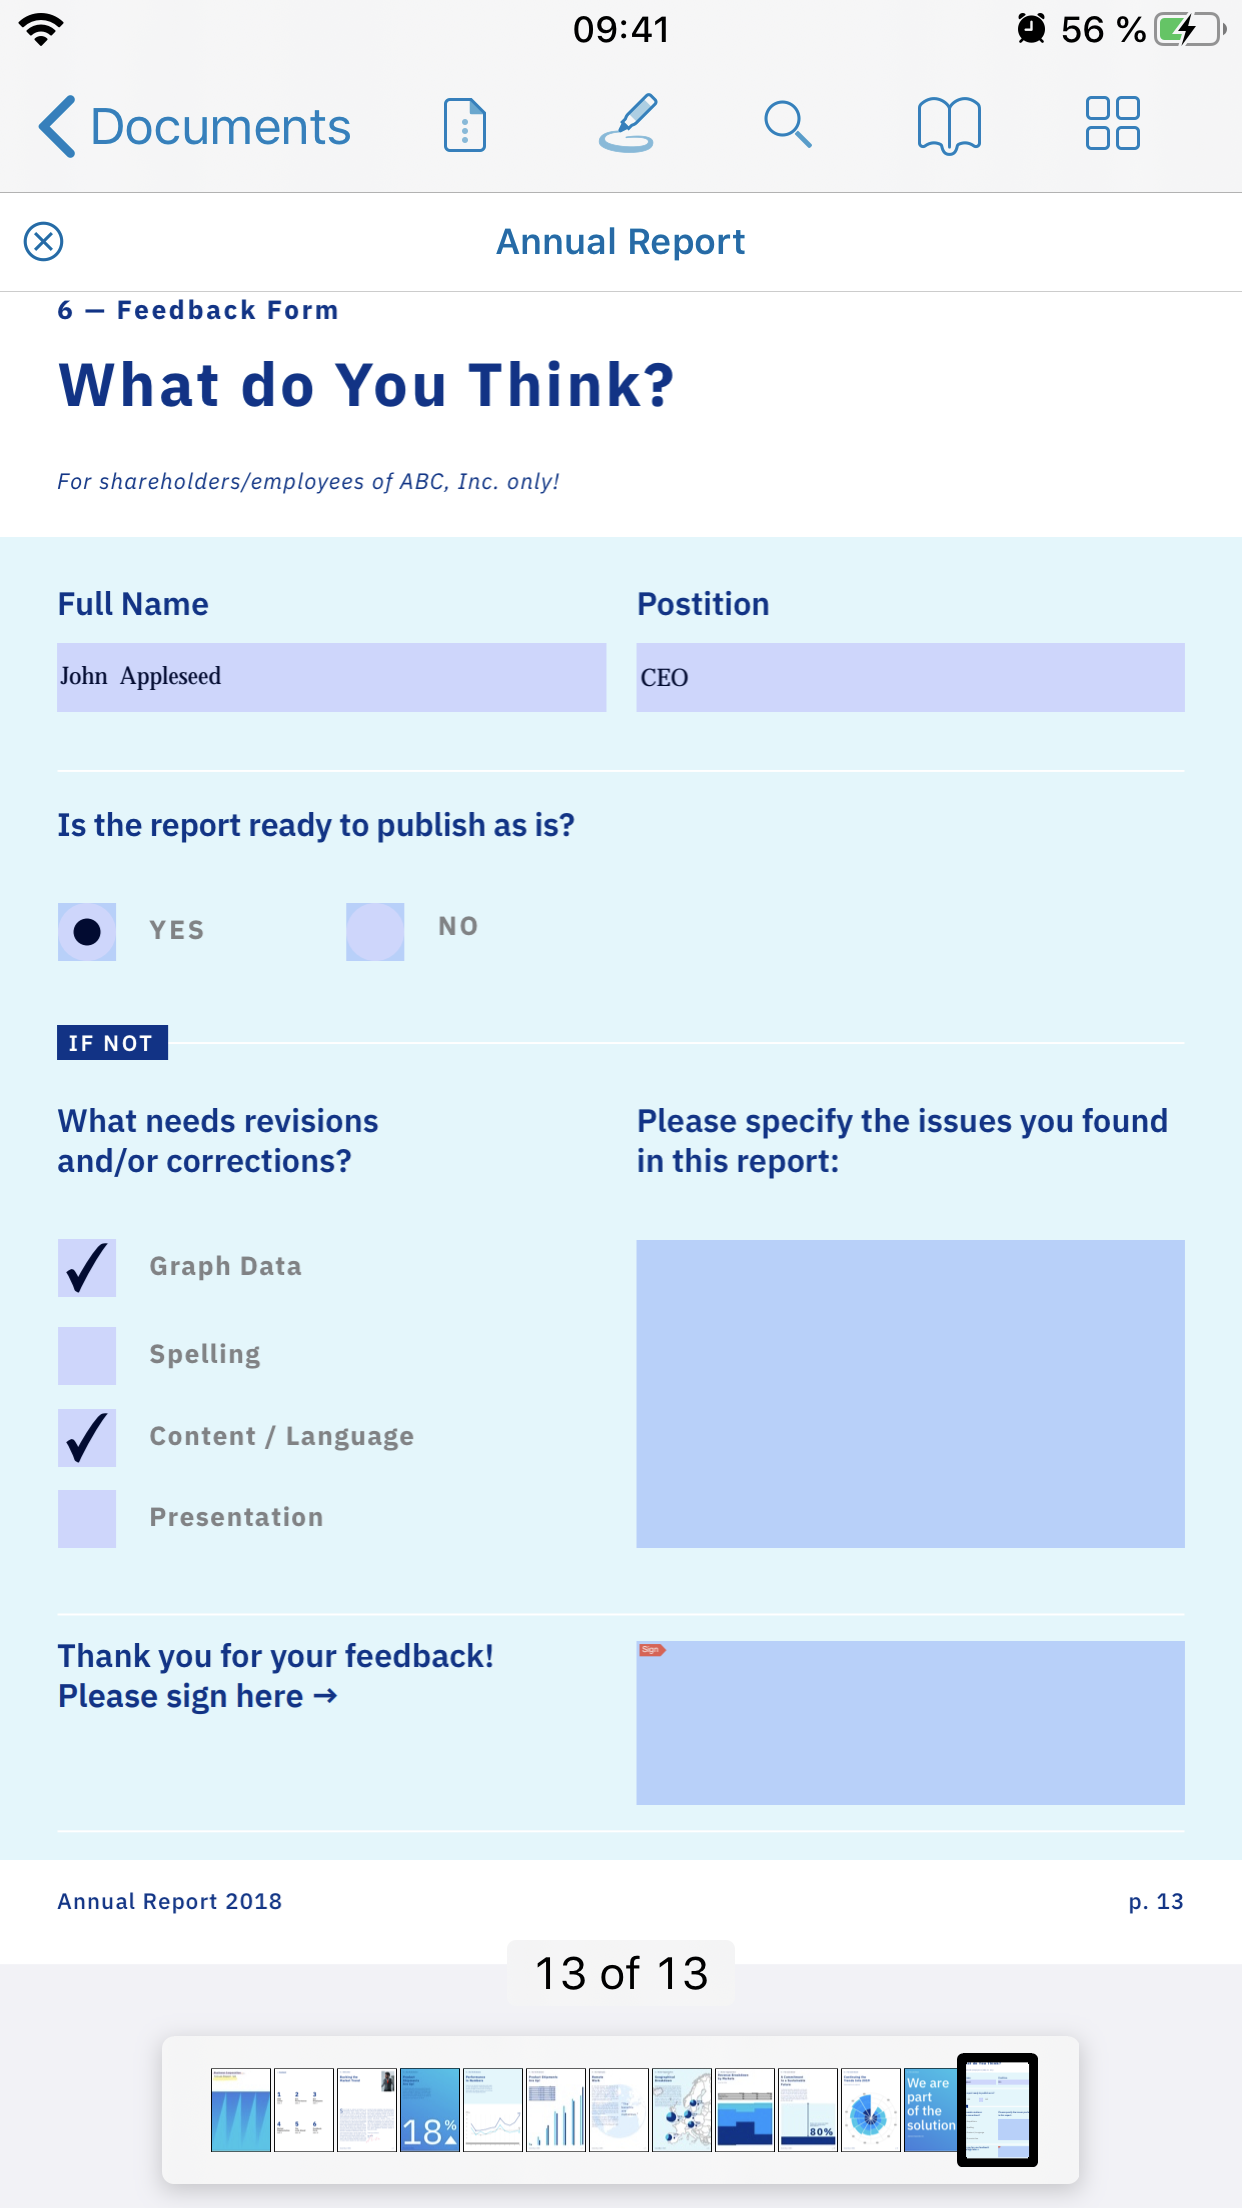 09:41
56 %
Documents
Annual Report
6 — Feedback Form
What do You Think?
For shareholders/employees of ABC, Inc. only!
Full Name
Postition
John Appleseed
CEO
Is the report ready to publish as is?
YES
NO
IF NOT
What needs revisions
and/or corrections?
Please specify the issues you found
in this report:
Graph Data
Spelling
Content / Language
Presentation
Thank you for your feedback!
Please sign here →
Sign
Annual Report 2018
p. 13
13 of 13
18%
80%
We are
part
of the
solution